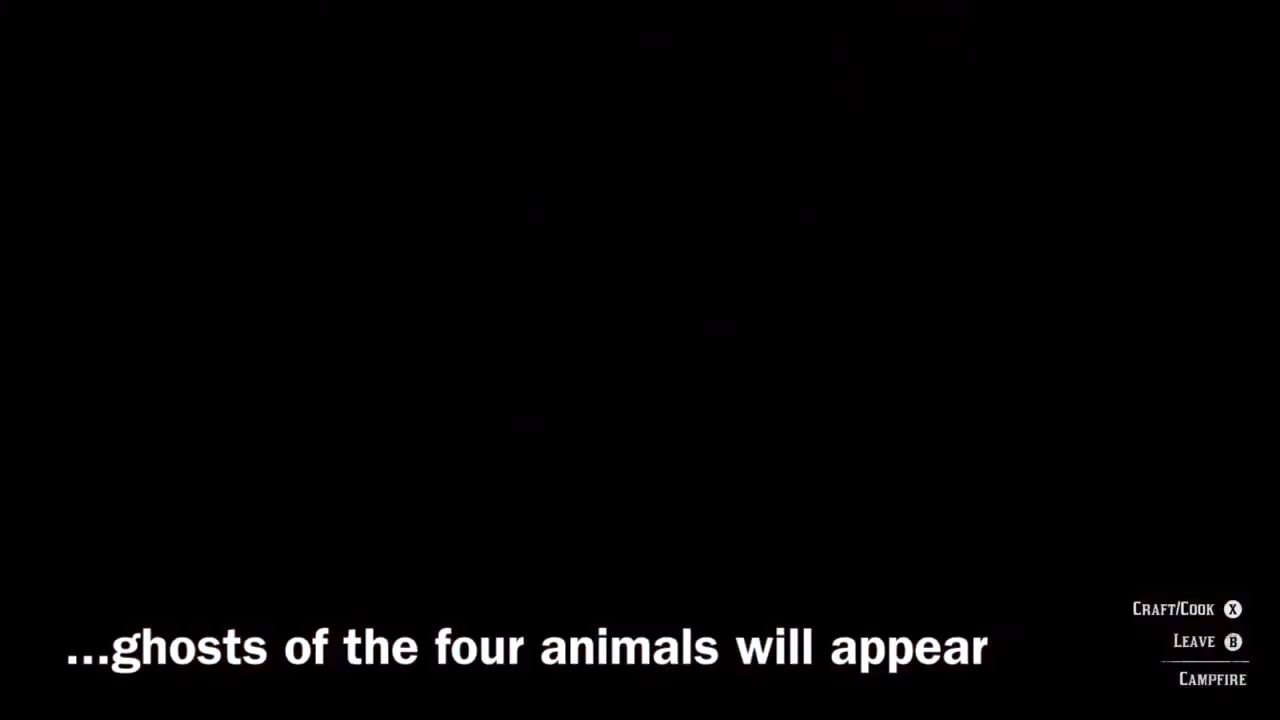 ...ghosts of the four animals will appear
Craft/Cook X
Leave B
Campfire